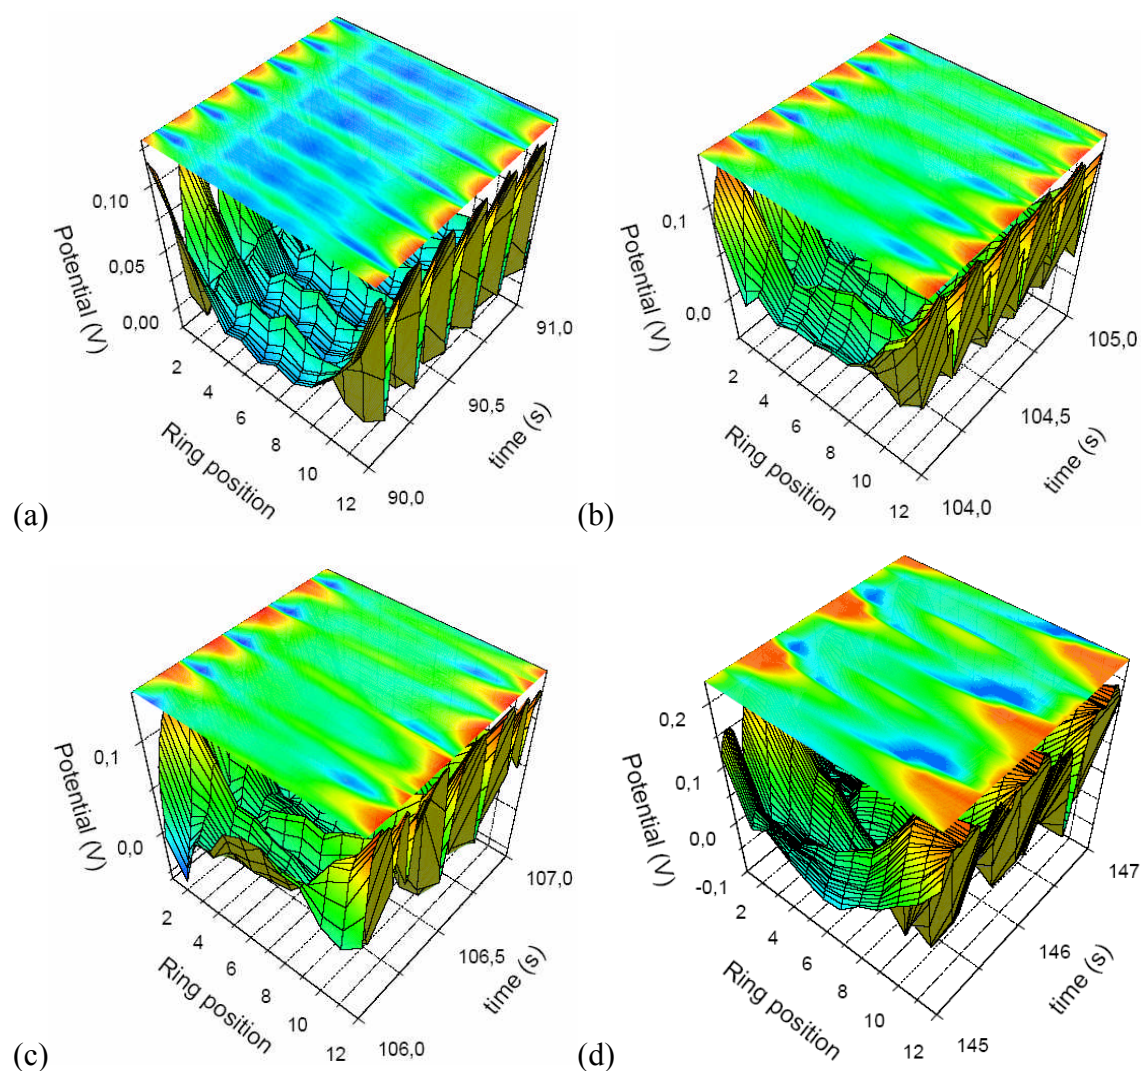 0,10
0,05
0,00
Potential (V)
2
4
6
8
10
12
Ring position
90,0
90,5
91,0
time (s)
(a)
0,1
0,0
Potential (V)
2
4
6
8
10
12
Ring position
104,0
104,5
105,0
time (s)
(b)
0,1
0,0
Potential (V)
2
4
6
8
10
12
Ring position
106,0
106,5
107,0
time (s)
(c)
0,2
0,1
0,0
-0,1
Potential (V)
2
4
6
8
10
12
Ring position
145
146
147
time (s)
(d)